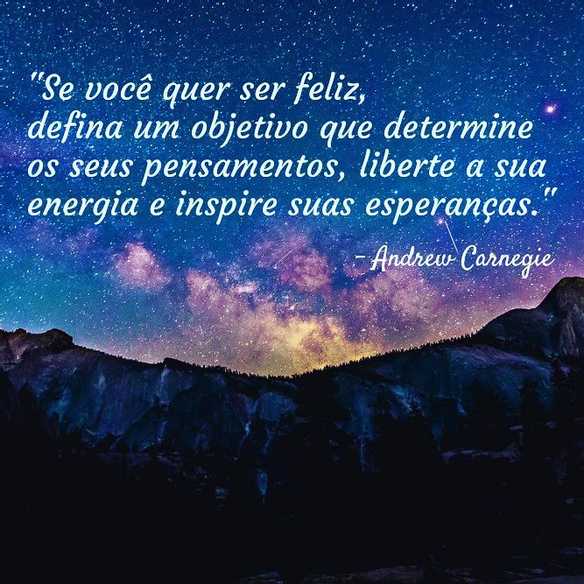 "Se você quer ser feliz,
defina um objetivo que determine
os seus pensamentos, liberte a sua
energia e inspire suas esperanças."
- Andrew Carnegie